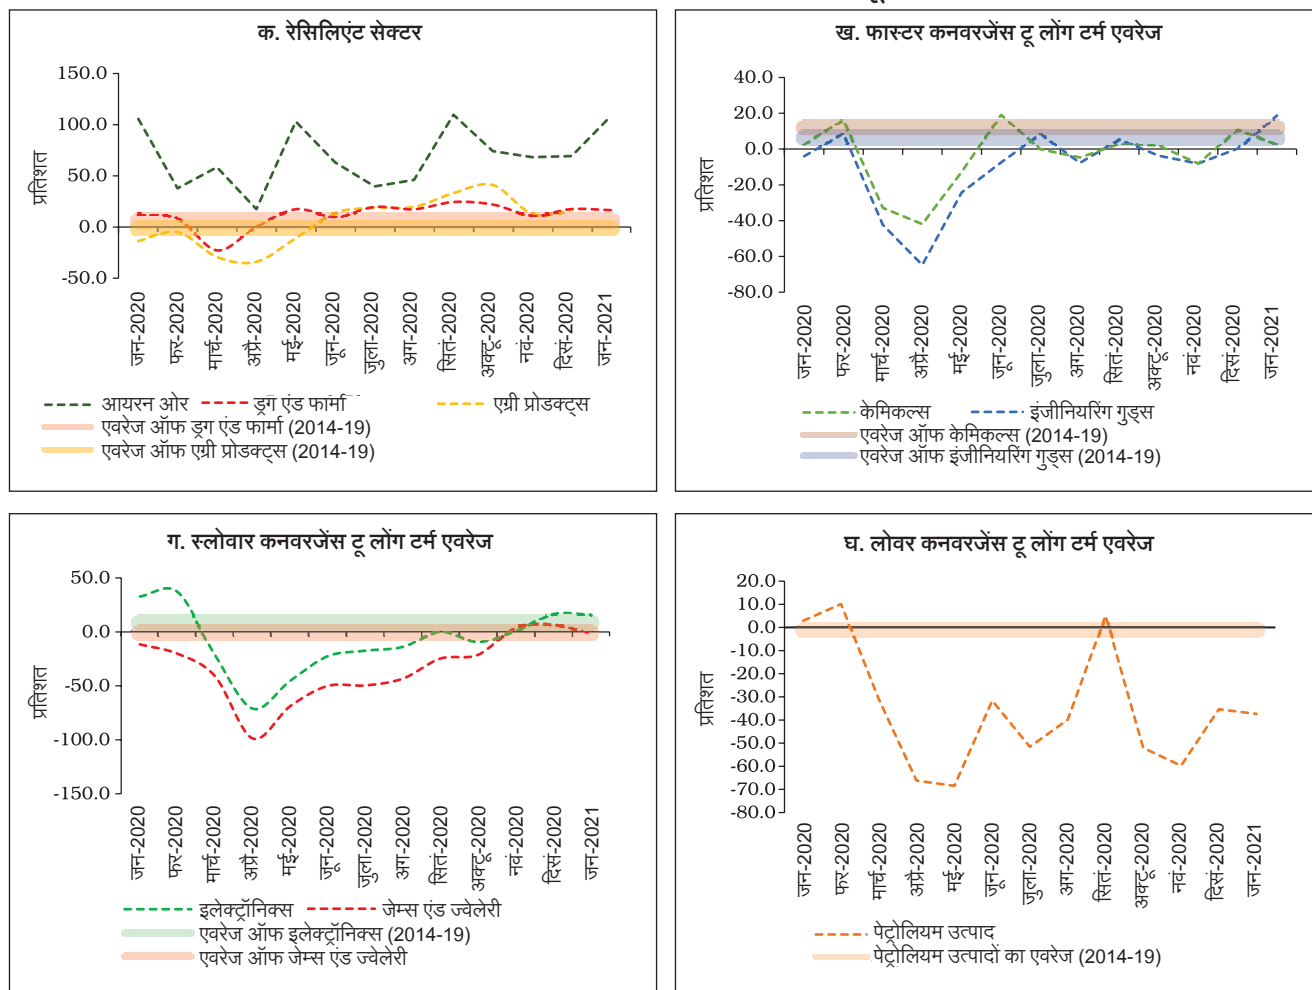 क. रेसिलिएंट सेक्टर
150.0
100.0
50.0
0.0
-50.0
प्रतिशत
जन-2020
फर-2020
मार्च-2020
अप्रै-2020
मई-2020
जून-2020
जुला-2020
अग-2020
सितं-2020
अक्टू-2020
नवं-2020
दिसं-2020
जन-2021
आयरन ओर ड्रग एंड फार्मा एग्री प्रोडक्ट्स
एवरेज ऑफ ड्रग एंड फार्मा (2014-19)
एवरेज ऑफ एग्री प्रोडक्ट्स (2014-19)
ख. फास्टर कनवरजेंस टू लोंग टर्म एवरेज
40.0
20.0
0.0
-20.0
-40.0
-60.0
-80.0
प्रतिशत
जन-2020
फर-2020
मार्च-2020
अप्रै-2020
मई-2020
जून-2020
जुला-2020
अग-2020
सितं-2020
अक्टू-2020
नवं-2020
दिसं-2020
जन-2021
केमिकल्स इंजीनियरिंग गुड्स
एवरेज ऑफ केमिकल्स (2014-19)
एवरेज ऑफ इंजीनियरिंग गुड्स (2014-19)
ग. स्लोवार कनवरजेंस टू लोंग टर्म एवरेज
50.0
0.0
-50.0
-100.0
-150.0
प्रतिशत
जन-2020
फर-2020
मार्च-2020
अप्रै-2020
मई-2020
जून-2020
जुला-2020
अग-2020
सितं-2020
अक्टू-2020
नवं-2020
दिसं-2020
जन-2021
इलेक्ट्रॉनिक्स जेम्स एंड ज्वेलेरी
एवरेज ऑफ इलेक्ट्रॉनिक्स (2014-19)
एवरेज ऑफ जेम्स एंड ज्वेलेरी
घ. लोवर कनवरजेंस टू लोंग टर्म एवरेज
20.0
10.0
0.0
-10.0
-20.0
-30.0
-40.0
-50.0
-60.0
-70.0
-80.0
प्रतिशत
जन-2020
फर-2020
मार्च-2020
अप्रै-2020
मई-2020
जून-2020
जुला-2020
अग-2020
सितं-2020
अक्टू-2020
नवं-2020
दिसं-2020
जन-2021
पेट्रोलियम उत्पाद
पेट्रोलियम उत्पादों का एवरेज (2014-19)